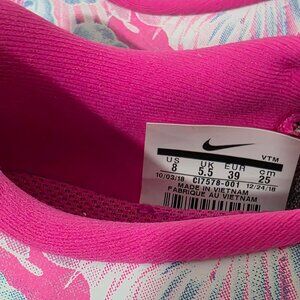 VTM
US UK EUR cm
8 5.5 39 25
10/03/18 CI7578-001 12/24/18
MADE IN VIETNAM
FABRIQUÉ AU VIETNAM